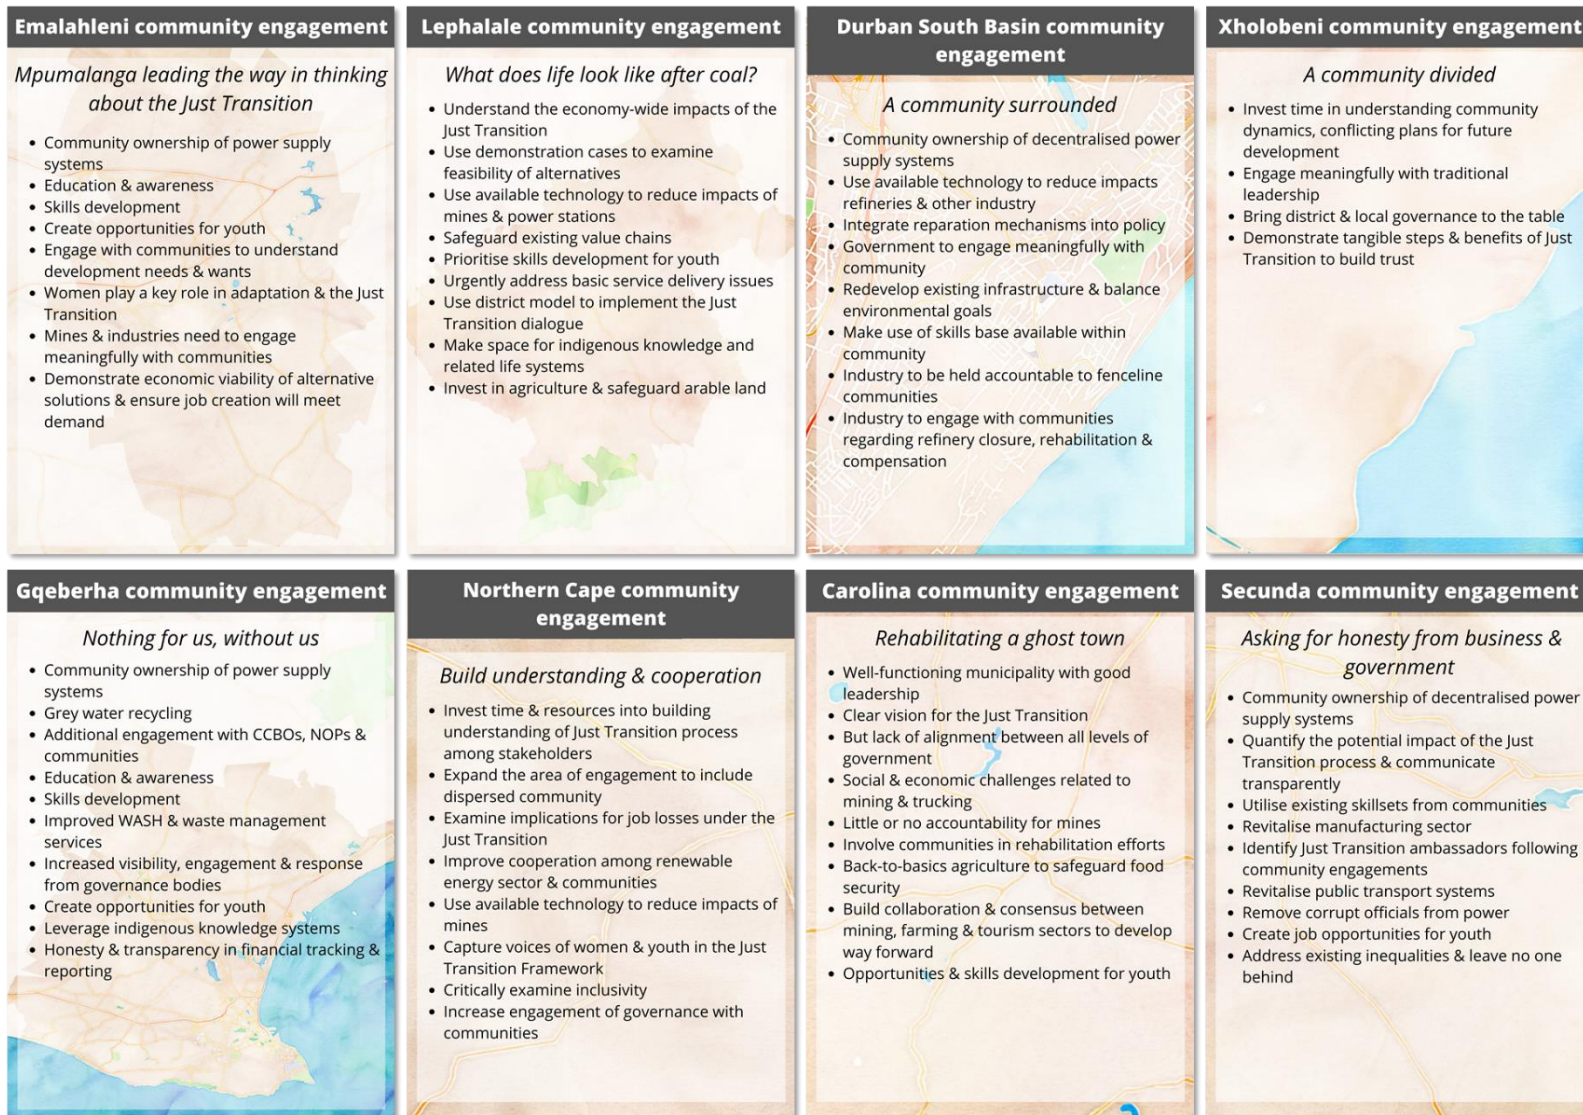 Emalahleni community engagement
Mpumalanga leading the way in thinking
about the Just Transition
• Community ownership of power supply
systems
• Education & awareness
• Skills development
• Create opportunities for youth
• Engage with communities to understand
development needs & wants
• Women play a key role in adaptation & the Just
Transition
• Mines & industries need to engage
meaningfully with communities
• Demonstrate economic viability of alternative
solutions & ensure job creation will meet
demand
Lephalale community engagement
What does life look like after coal?
• Understand the economy-wide impacts of the
Just Transition
• Use demonstration cases to examine
feasibility of alternatives
• Use available technology to reduce impacts of
mines & power stations
• Safeguard existing value chains
• Prioritise skills development for youth
• Urgently address basic service delivery issues
• Use district model to implement the Just
Transition dialogue
• Make space for indigenous knowledge and
related life systems
• Invest in agriculture & safeguard arable land
Durban South Basin community
engagement
A community surrounded
• Community ownership of decentralised power
supply systems
• Use available technology to reduce impacts
refineries & other industry
• Integrate reparation mechanisms into policy
• Government to engage meaningfully with
community
• Redevelop existing infrastructure & balance
environmental goals
• Make use of skills base available within
community
• Industry to be held accountable to fenceline
communities
• Industry to engage with communities
regarding refinery closure, rehabilitation &
compensation
Xholobeni community engagement
A community divided
• Invest time in understanding community
dynamics, conflicting plans for future
development
• Engage meaningfully with traditional
leadership
• Bring district & local governance to the table
• Demonstrate tangible steps & benefits of Just
Transition to build trust
Gqeberha community engagement
Nothing for us, without us
• Community ownership of power supply
systems
• Grey water recycling
• Additional engagement with CCBOs, NOPs &
communities
• Education & awareness
• Skills development
• Improved WASH & waste management
services
• Increased visibility, engagement & response
from governance bodies
• Create opportunities for youth
• Leverage indigenous knowledge systems
• Honesty & transparency in financial tracking &
reporting
Northern Cape community
engagement
Build understanding & cooperation
• Invest time & resources into building
understanding of Just Transition process
among stakeholders
• Expand the area of engagement to include
dispersed community
• Examine implications for job losses under the
Just Transition
• Improve cooperation among renewable
energy sector & communities
• Use available technology to reduce impacts of
mines
• Capture voices of women & youth in the Just
Transition Framework
• Critically examine inclusivity
• Increase engagement of governance with
communities
Carolina community engagement
Rehabilitating a ghost town
• Well-functioning municipality with good
leadership
• Clear vision for the Just Transition
• But lack of alignment between all levels of
government
• Social & economic challenges related to
mining & trucking
• Little or no accountability for mines
• Involve communities in rehabilitation efforts
• Back-to-basics agriculture to safeguard food
security
• Build collaboration & consensus between
mining, farming & tourism sectors to develop
way forward
• Opportunities & skills development for youth
Secunda community engagement
Asking for honesty from business &
government
• Community ownership of decentralised power
supply systems
• Quantify the potential impact of the Just
Transition process & communicate
transparently
• Utilise existing skillsets from communities
• Revitalise manufacturing sector
• Identify Just Transition ambassadors following
community engagements
• Revitalise public transport systems
• Remove corrupt officials from power
• Create job opportunities for youth
• Address existing inequalities & leave no one
behind